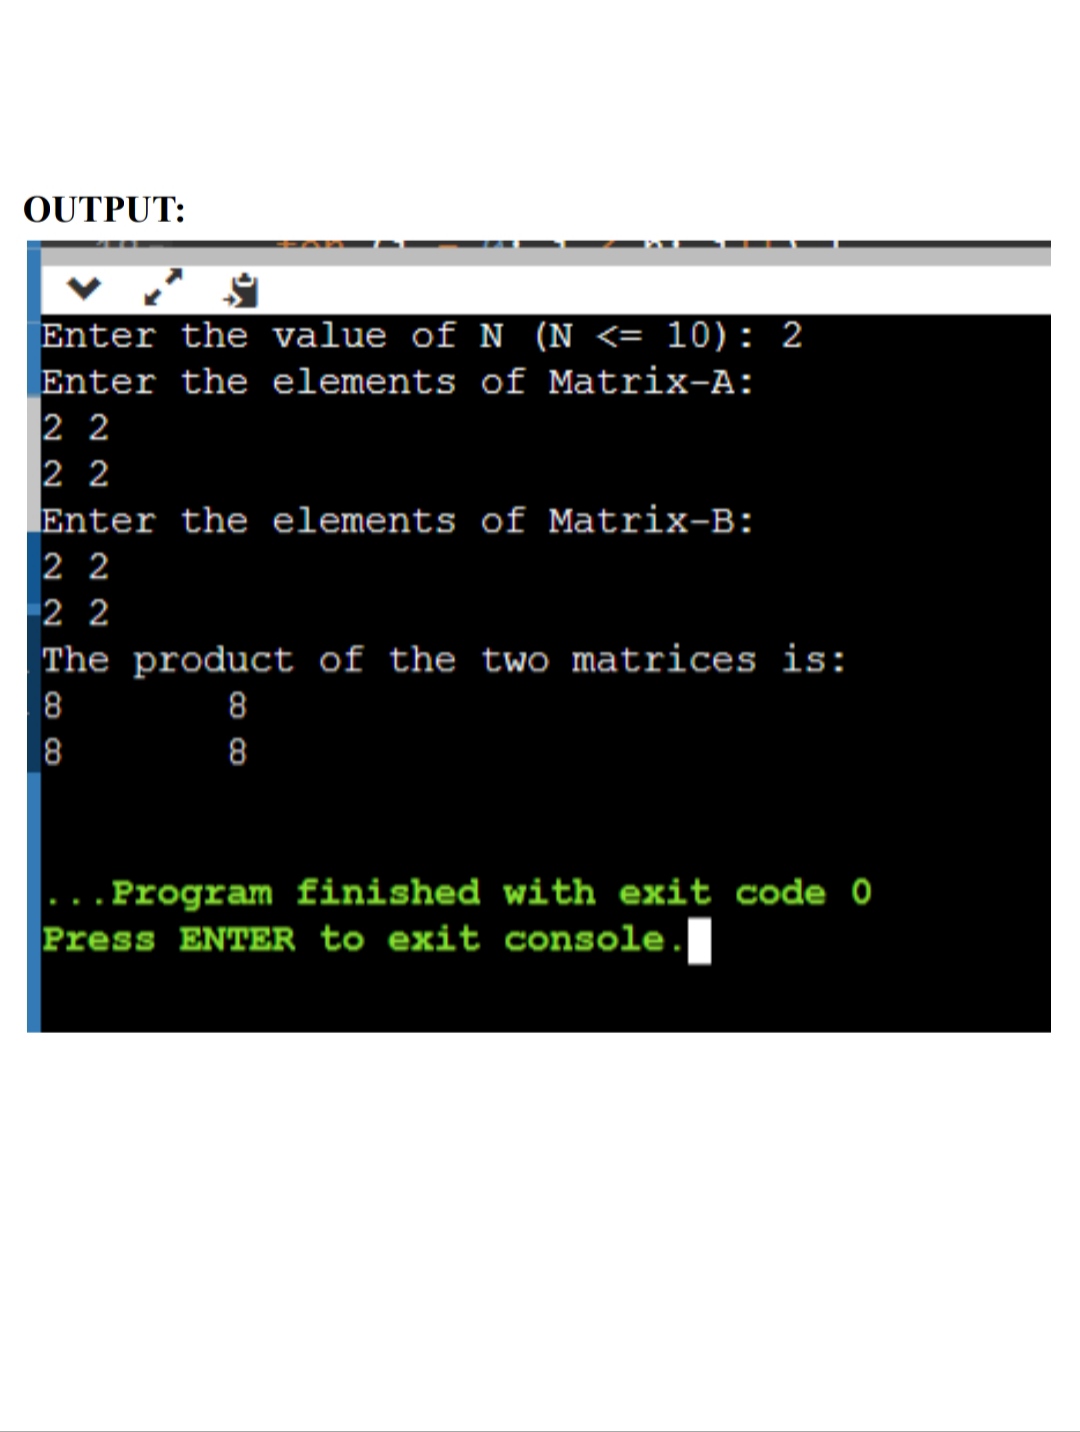 OUTPUT:
Enter the value of N (N <= 10): 2
Enter the elements of Matrix-A:
2 2
2 2
Enter the elements of Matrix-B:
2 2
2 2
The product of the two matrices is:
8 8
8 8
...Program finished with exit code 0
Press ENTER to exit console.